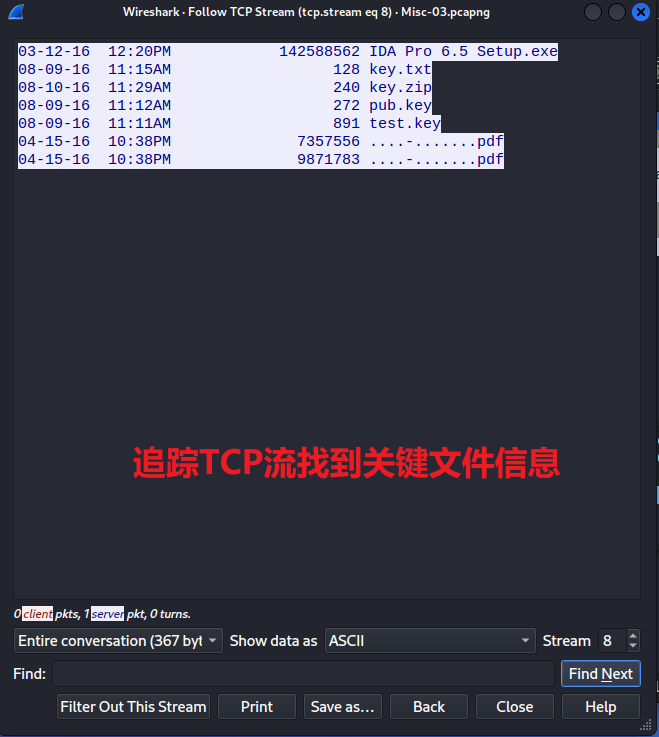 Wireshark · Follow TCP Stream (tcp.stream eq 8) · Misc-03.pcapng
03-12-16  12:20PM            142588562 IDA Pro 6.5 Setup.exe
08-09-16  11:15AM                  128 key.txt
08-10-16  11:29AM                  240 key.zip
08-09-16  11:12AM                  272 pub.key
08-09-16  11:11AM                  891 test.key
04-15-16  10:38PM              7357556 ....-.......pdf
04-15-16  10:38PM              9871783 ....-.......pdf
追踪TCP流找到关键文件信息
0 client pkts, 1 server pkt, 0 turns.
Entire conversation (367 byt Show data as ASCII Stream 8
Find: Find Next
Filter Out This Stream Print Save as… Back Close Help